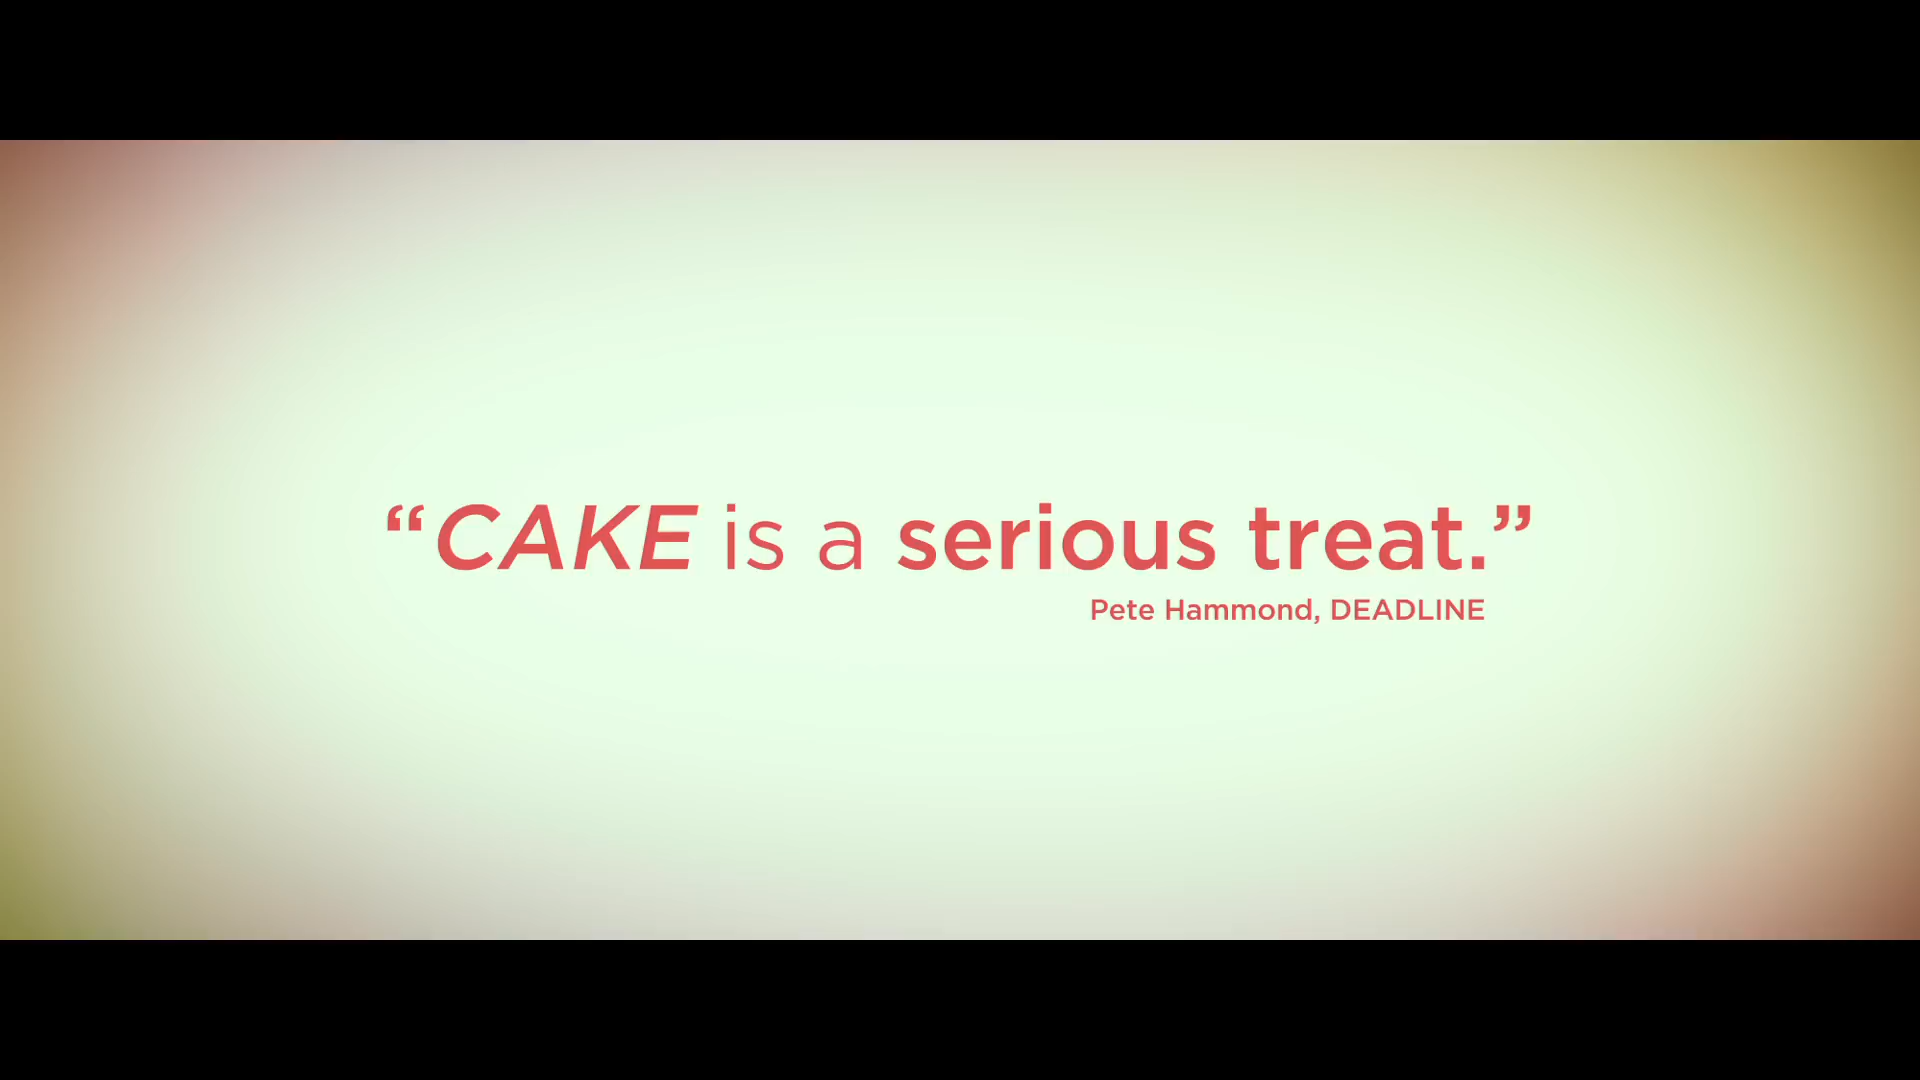 “CAKE is a serious treat.”
Pete Hammond, DEADLINE